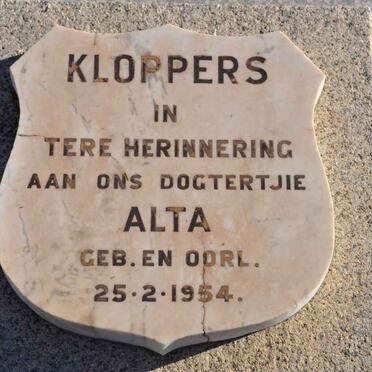 KLOPPERS
IN
TERE HERINNERING
AAN ONS DOGTERTJIE
ALTA
GEB. EN OORL.
25·2·1954.